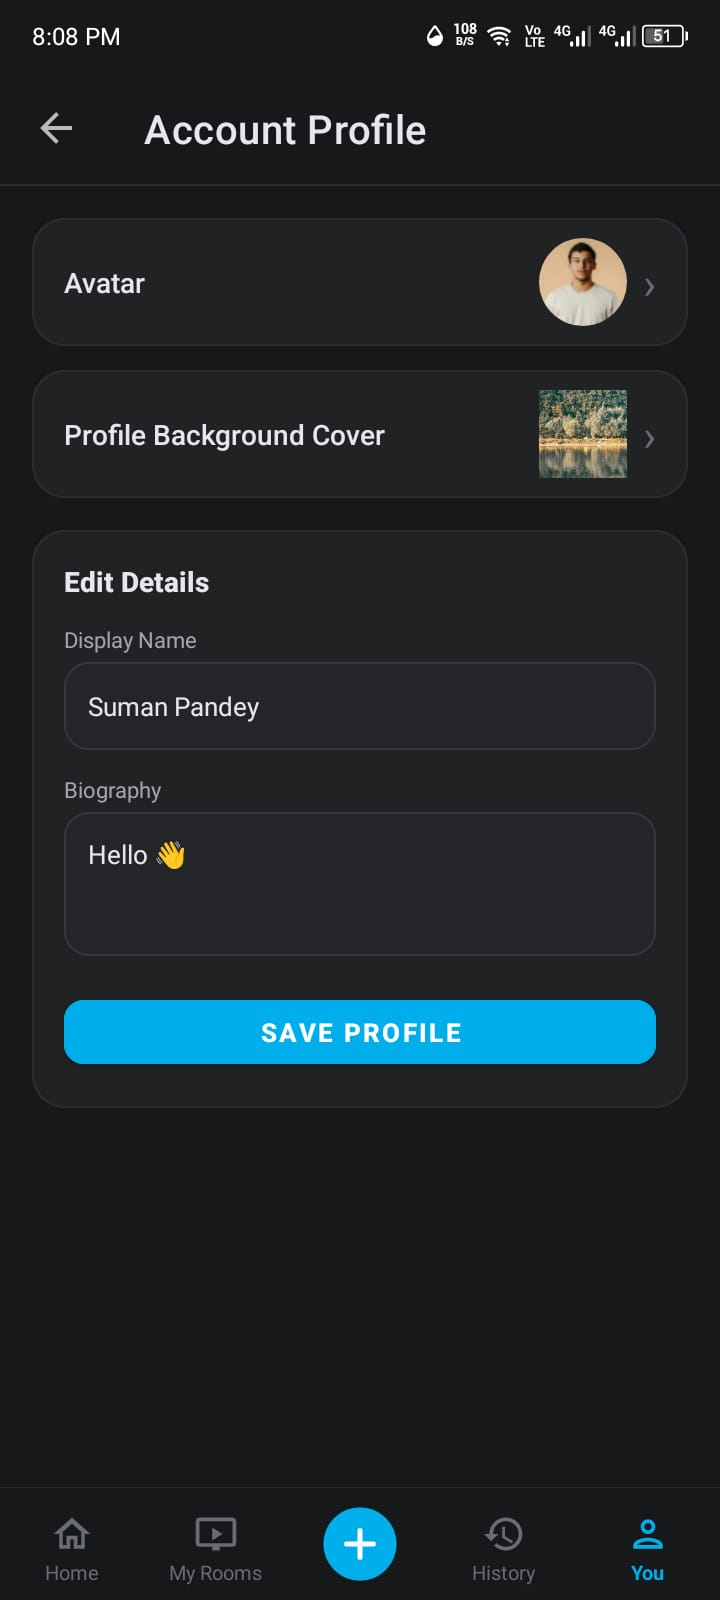 8:08 PM
108
B/S
Vo
LTE
4G
4G
51
Account Profile
Avatar
Profile Background Cover
Edit Details
Display Name
Suman Pandey
Biography
Hello 👋
SAVE PROFILE
Home
My Rooms
History
You